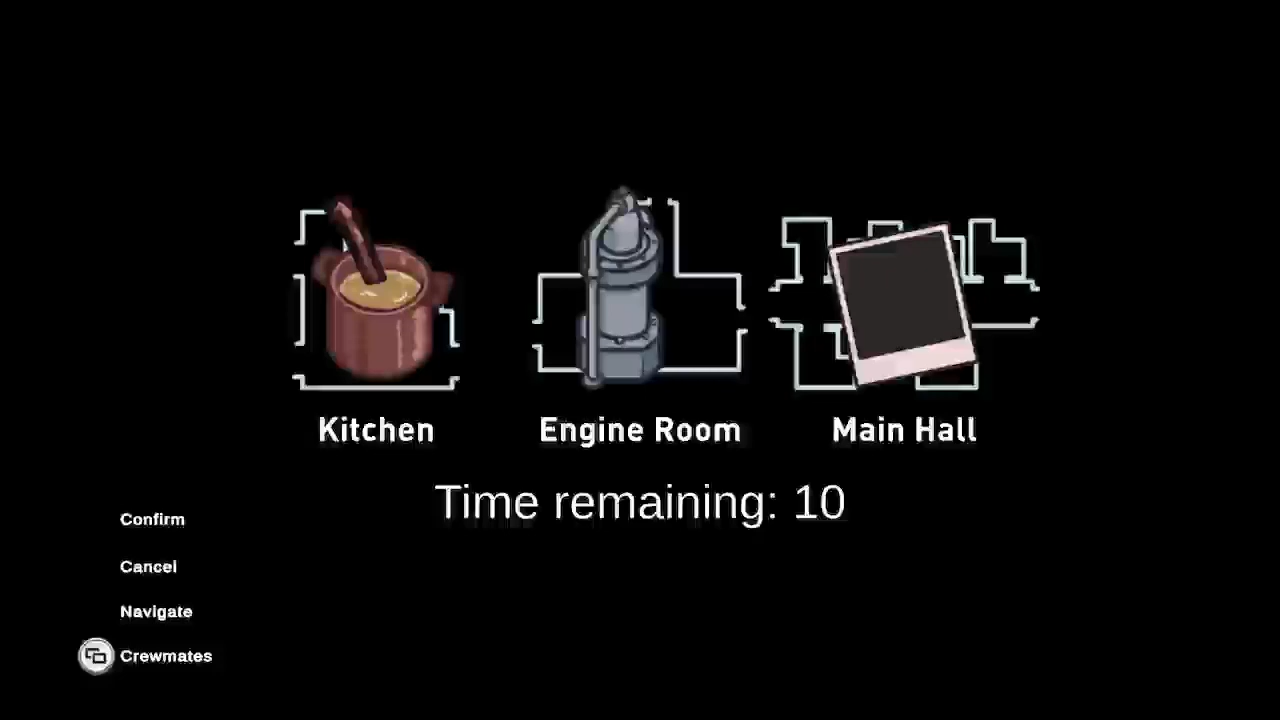 Kitchen
Engine Room
Main Hall
Time remaining: 10
Confirm
Cancel
Navigate
Crewmates